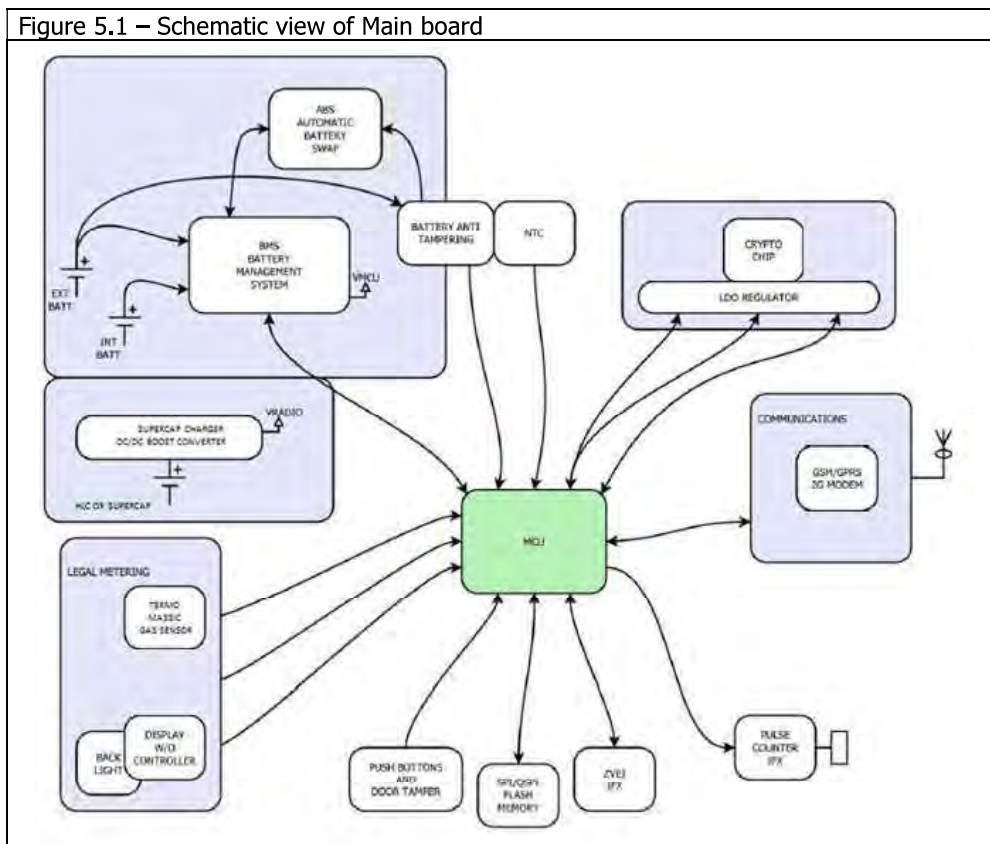 Figure 5.1 – Schematic view of Main board
ABS
AUTOMATIC
BATTERY
SWAP
BATTERY ANTI
TAMPERING
NTC
CRYPTO
CHIP
LDO REGULATOR
BMS
BATTERY
MANAGEMENT
SYSTEM
VMCU
+
EXT
BATT.
+
INT
BATT
SUPERCAP CHARGER
DC/DC BOOST CONVERTER
VRADIO
+
HLC OR SUPERCAP
COMMUNICATIONS
GSM/GPRS
2G MODEM
MCU
LEGAL METERING
TERMO
MASSIC
GAS SENSOR
DISPLAY
W/O
CONTROLLER
BACK
LIGHT
PUSH BUTTONS
AND
DOOR TAMPER
SPI/QSPI
FLASH
MEMORY
ZVEI
IFX
PULSE
COUNTER
IFX